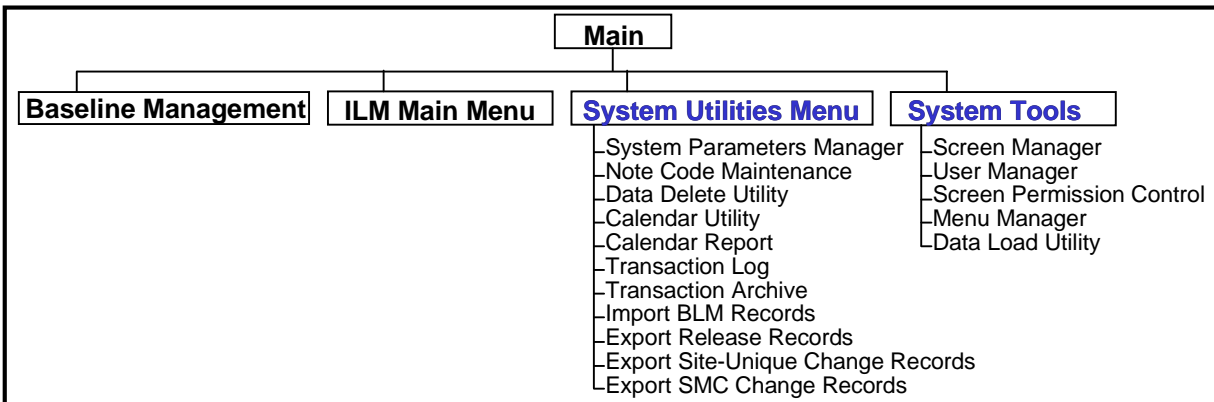 Main
Baseline Management
ILM Main Menu
System Utilities Menu
System Parameters Manager
Note Code Maintenance
Data Delete Utility
Calendar Utility
Calendar Report
Transaction Log
Transaction Archive
Import BLM Records
Export Release Records
Export Site-Unique Change Records
Export SMC Change Records
System Tools
Screen Manager
User Manager
Screen Permission Control
Menu Manager
Data Load Utility